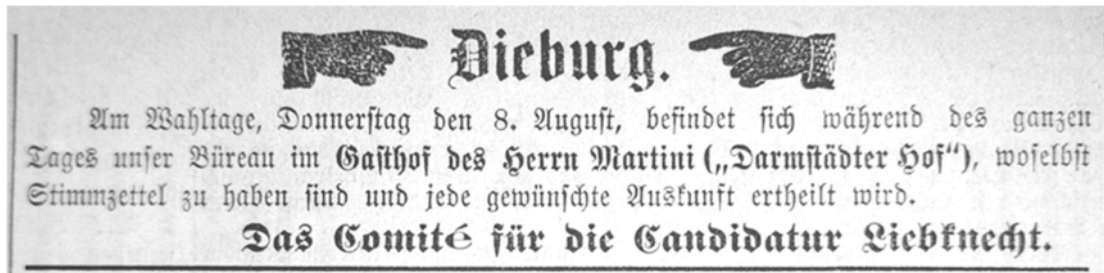 Dieburg.
Am Wahltage, Donnerstag den 8. August, befindet sich während des ganzen
Tages unser Büreau im Gasthof des Herrn Martini („Darmstädter Hof“), woselbst
Stimmzettel zu haben sind und jede gewünschte Auskunft ertheilt wird.
Das Comité für die Candidatur Liebknecht.